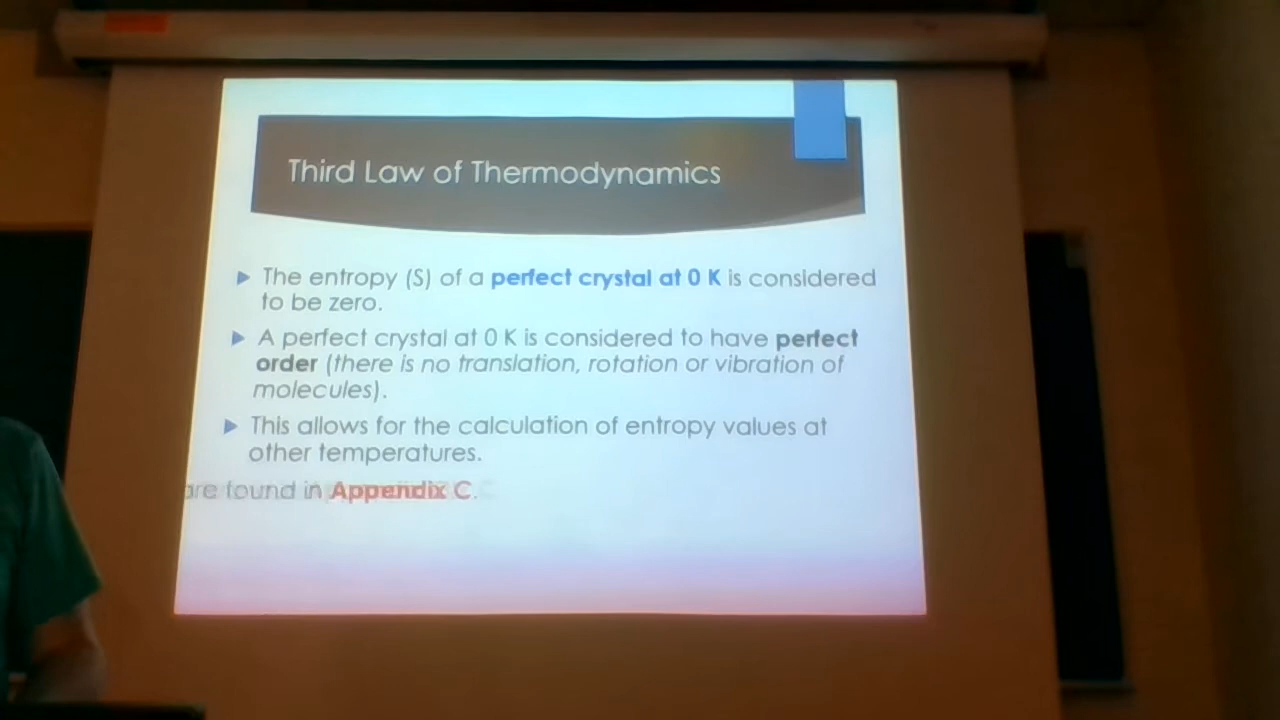 Third Law of Thermodynamics
The entropy (S) of a perfect crystal at 0 K is considered
to be zero.
A perfect crystal at 0 K is considered to have perfect
order (there is no translation, rotation or vibration of
molecules).
This allows for the calculation of entropy values at
other temperatures.
are found in Appendix C.